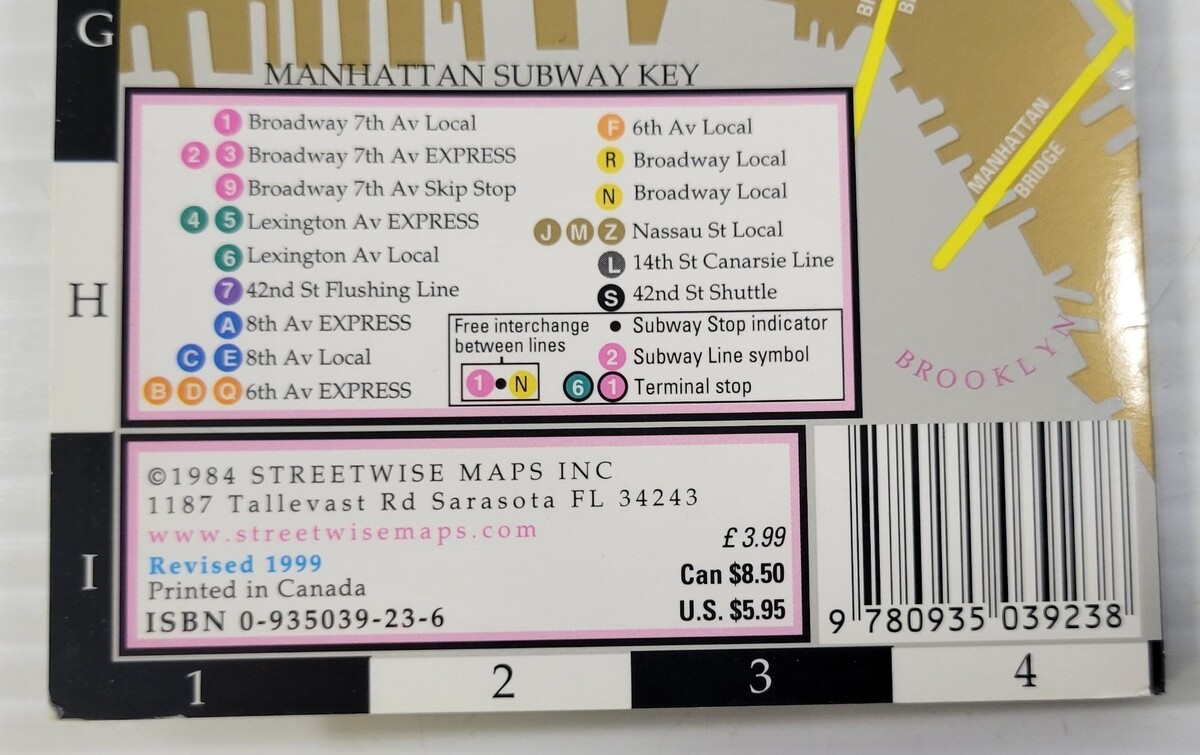 G
MANHATTAN SUBWAY KEY
1 Broadway 7th Av Local
2 3 Broadway 7th Av EXPRESS
9 Broadway 7th Av Skip Stop
4 5 Lexington Av EXPRESS
6 Lexington Av Local
7 42nd St Flushing Line
A 8th Av EXPRESS
C E 8th Av Local
B D Q 6th Av EXPRESS
F 6th Av Local
R Broadway Local
N Broadway Local
J M Z Nassau St Local
L 14th St Canarsie Line
S 42nd St Shuttle
Free interchange
between lines
1 • N
• Subway Stop indicator
2 Subway Line symbol
6 1 Terminal stop
MANHATTAN
BRIDGE
BROOKLYN
H
©1984 STREETWISE MAPS INC
1187 Tallevast Rd Sarasota FL 34243
www.streetwisemaps.com
Revised 1999
Printed in Canada
ISBN 0-935039-23-6
£ 3.99
Can $8.50
U.S. $5.95
9 780935 039238
I
1
2
3
4